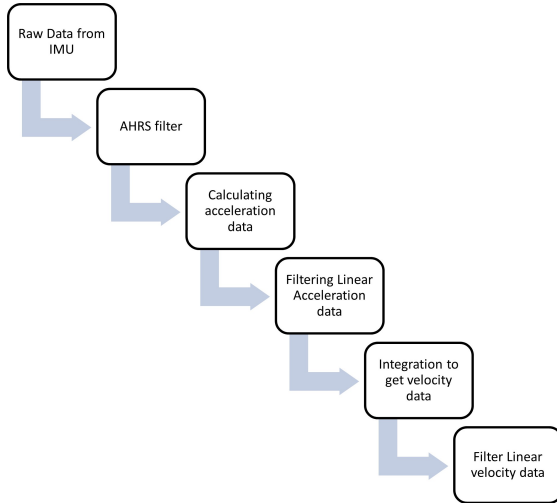 Raw Data from
IMU
AHRS filter
Calculating
acceleration
data
Filtering Linear
Acceleration
data
Integration to
get velocity
data
Filter Linear
velocity data